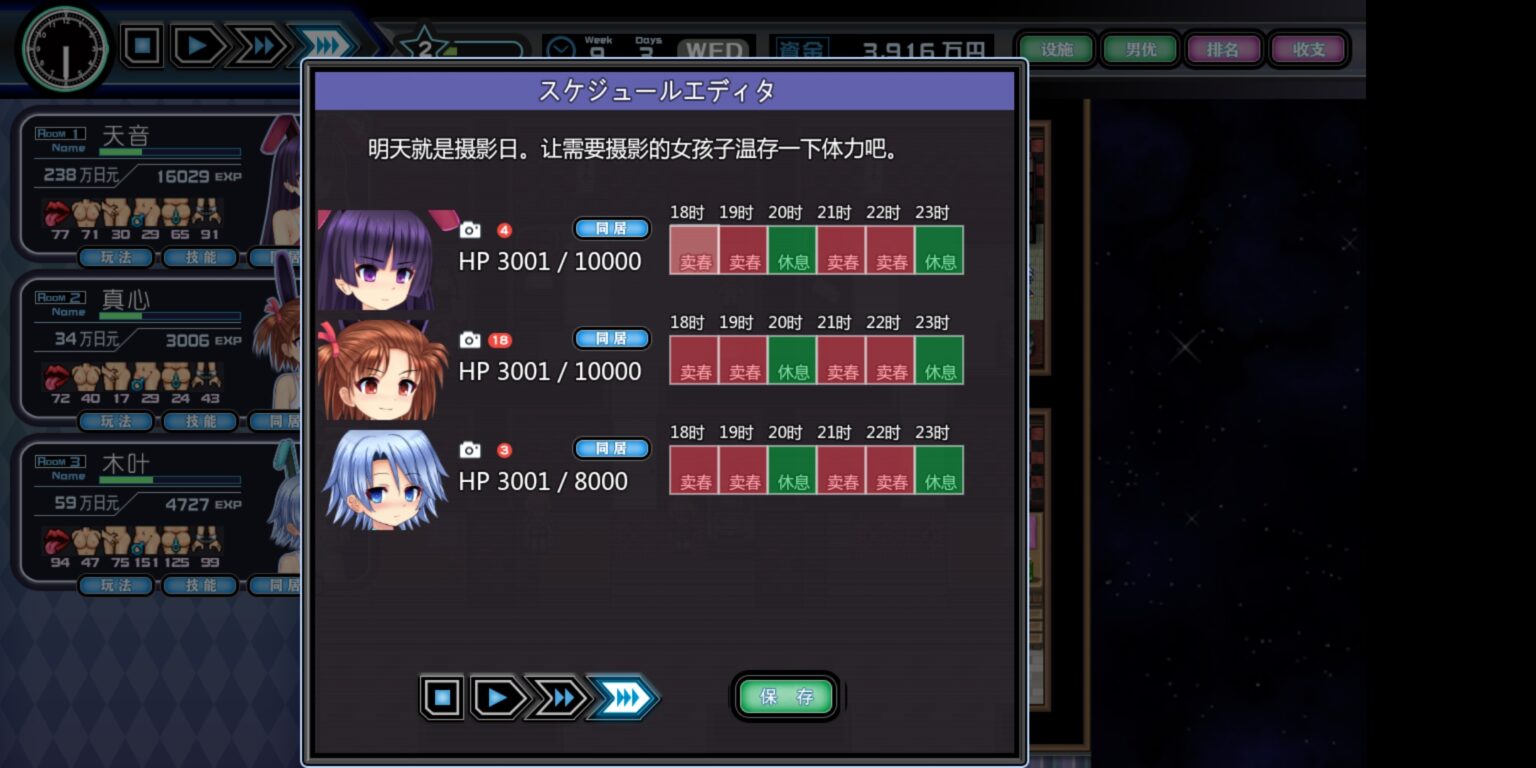 2
Week
Days
WED
資金
3,916 万円
设施
男优
排名
收支
スケジュールエディタ
明天就是摄影日。让需要摄影的女孩子温存一下体力吧。
Room 1
Name
天音
238 万日元
16029 EXP
77 71 30 29 65 91
玩法
技能
同居
Room 2
Name
真心
34 万日元
3006 EXP
72 40 17 29 24 43
玩法
技能
同居
Room 3
Name
木叶
59 万日元
4727 EXP
94 47 75 151 125 99
玩法
技能
同居
4
同居
HP 3001 / 10000
18时 19时 20时 21时 22时 23时
卖春 卖春 休息 卖春 卖春 休息
18
同居
HP 3001 / 10000
18时 19时 20时 21时 22时 23时
卖春 卖春 休息 卖春 卖春 休息
3
同居
HP 3001 / 8000
18时 19时 20时 21时 22时 23时
卖春 卖春 休息 卖春 卖春 休息
保 存